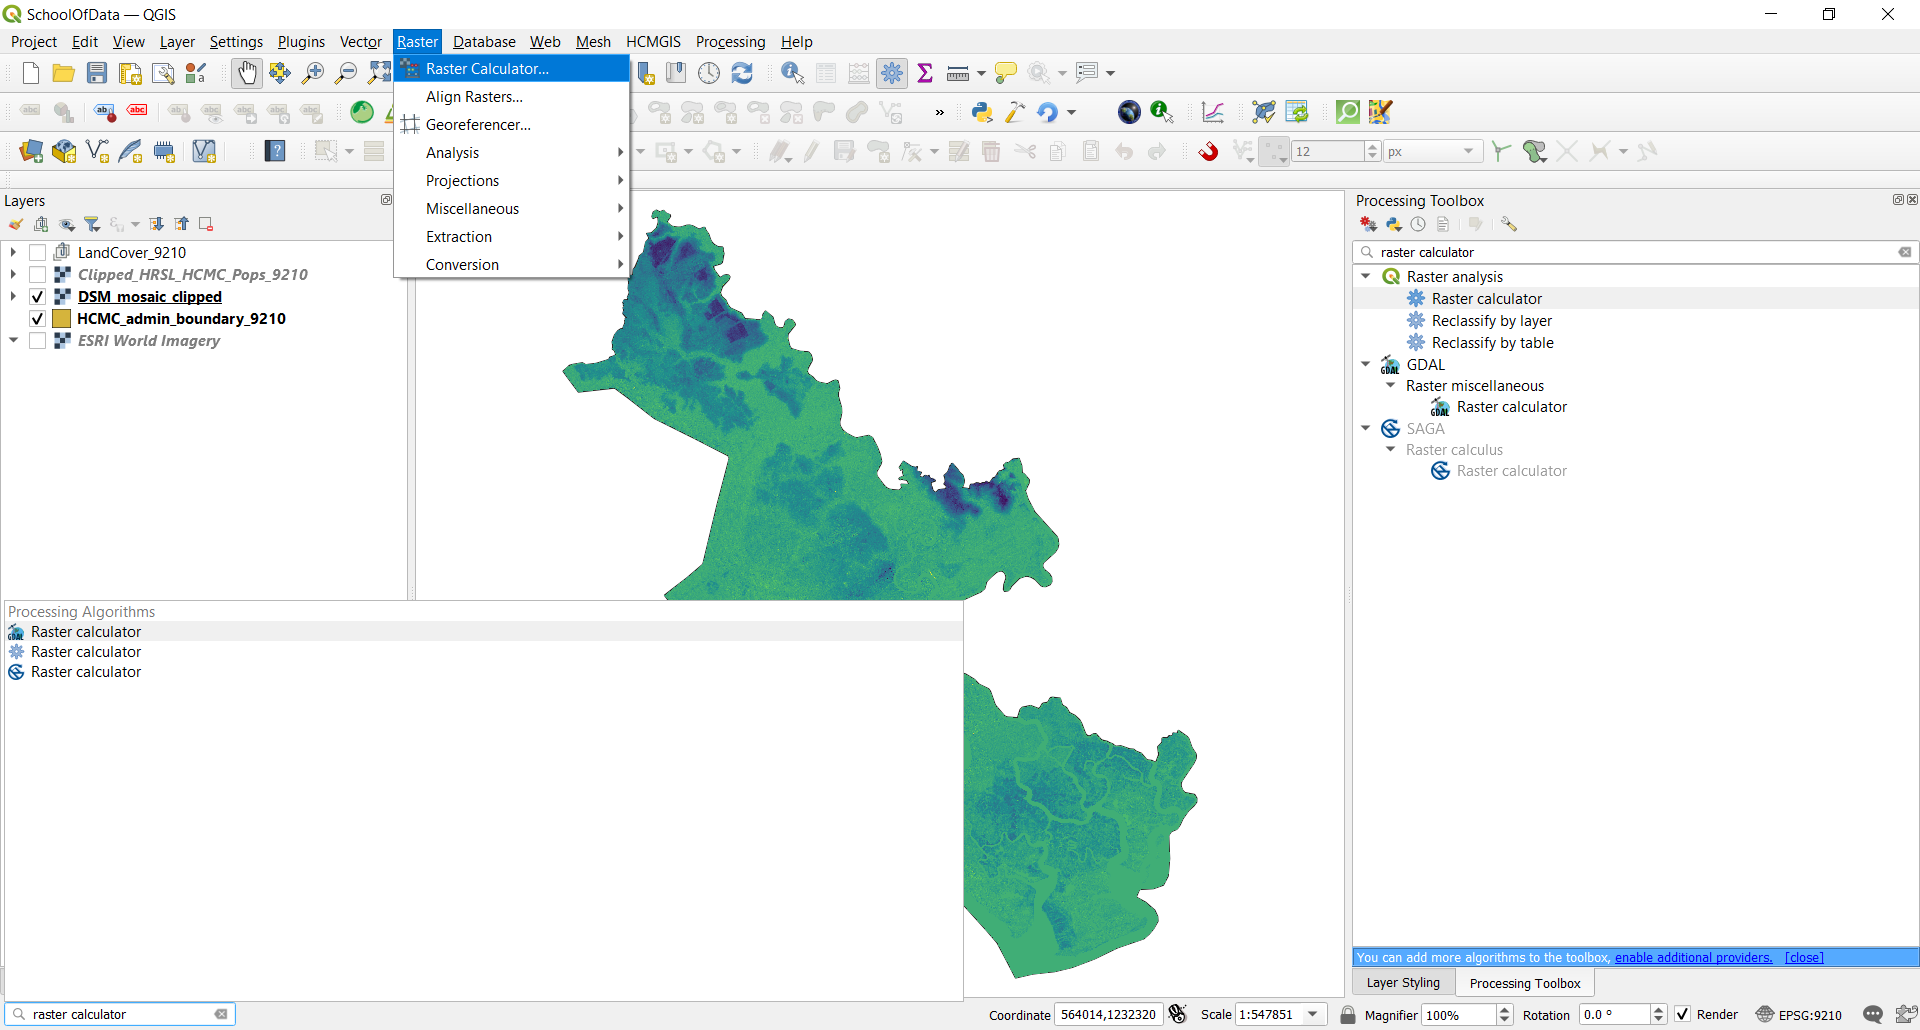 SchoolOfData — QGIS
Project Edit View Layer Settings Plugins Vector Raster Database Web Mesh HCMGIS Processing Help
Raster Calculator...
Align Rasters...
Georeferencer...
Analysis
Projections
Miscellaneous
Extraction
Conversion
12
px
Layers
LandCover_9210
Clipped_HRSL_HCMC_Pops_9210
DSM_mosaic_clipped
HCMC_admin_boundary_9210
ESRI World Imagery
Processing Toolbox
raster calculator
Raster analysis
Raster calculator
Reclassify by layer
Reclassify by table
GDAL
Raster miscellaneous
Raster calculator
SAGA
Raster calculus
Raster calculator
Processing Algorithms
Raster calculator
Raster calculator
Raster calculator
You can add more algorithms to the toolbox, enable additional providers. [close]
Layer Styling Processing Toolbox
raster calculator
Coordinate 564014,1232320 Scale 1:547851 Magnifier 100% Rotation 0.0 ° Render EPSG:9210